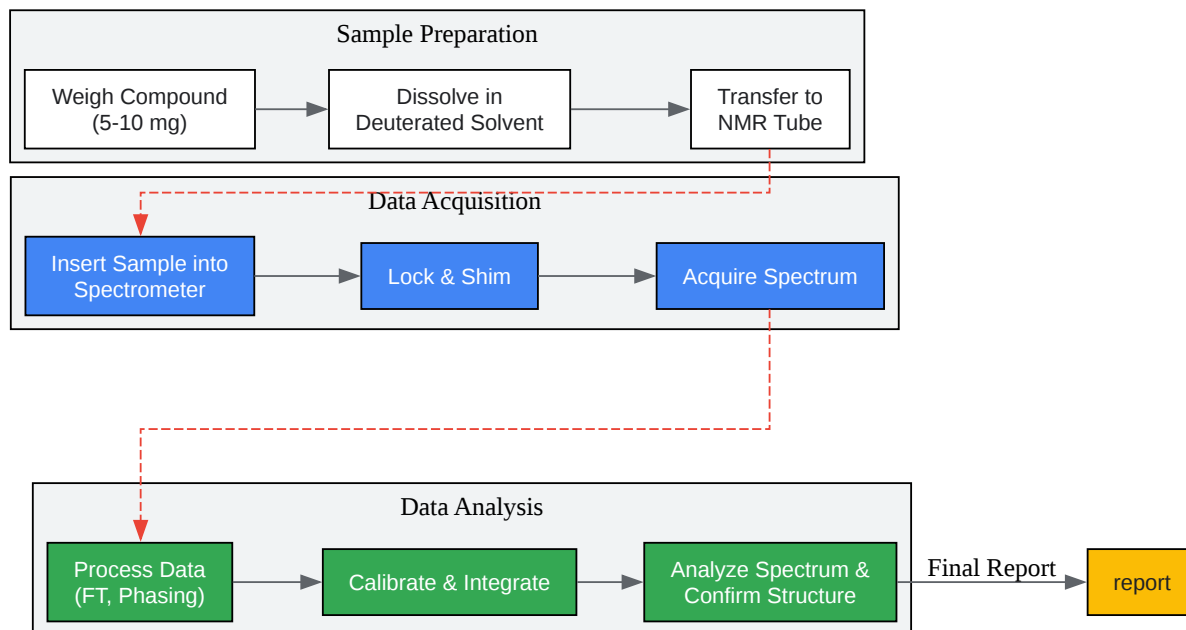 Sample Preparation
Weigh Compound
(5-10 mg)
Dissolve in
Deuterated Solvent
Transfer to
NMR Tube
Data Acquisition
Insert Sample into
Spectrometer
Lock & Shim
Acquire Spectrum
Data Analysis
Process Data
(FT, Phasing)
Calibrate & Integrate
Analyze Spectrum &
Confirm Structure
Final Report
report